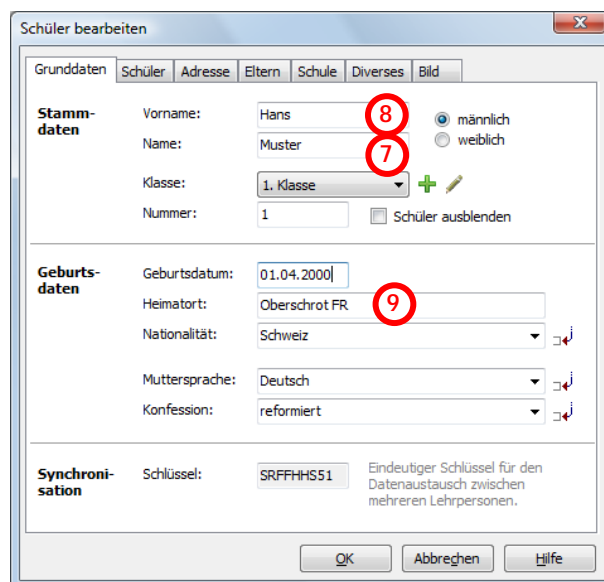 Schüler bearbeiten
Grunddaten Schüler Adresse Eltern Schule Diverses Bild
Stamm-
daten
Vorname: Hans 8 männlich
Name: Muster 7 weiblich
Klasse: 1. Klasse
Nummer: 1 Schüler ausblenden
Geburts-
daten
Geburtsdatum: 01.04.2000
Heimatort: Oberschrot FR 9
Nationalität: Schweiz
Muttersprache: Deutsch
Konfession: reformiert
Synchroni-
sation
Schlüssel: SRFFHHS51
Eindeutiger Schlüssel für den
Datenaustausch zwischen
mehreren Lehrpersonen.
OK Abbrechen Hilfe